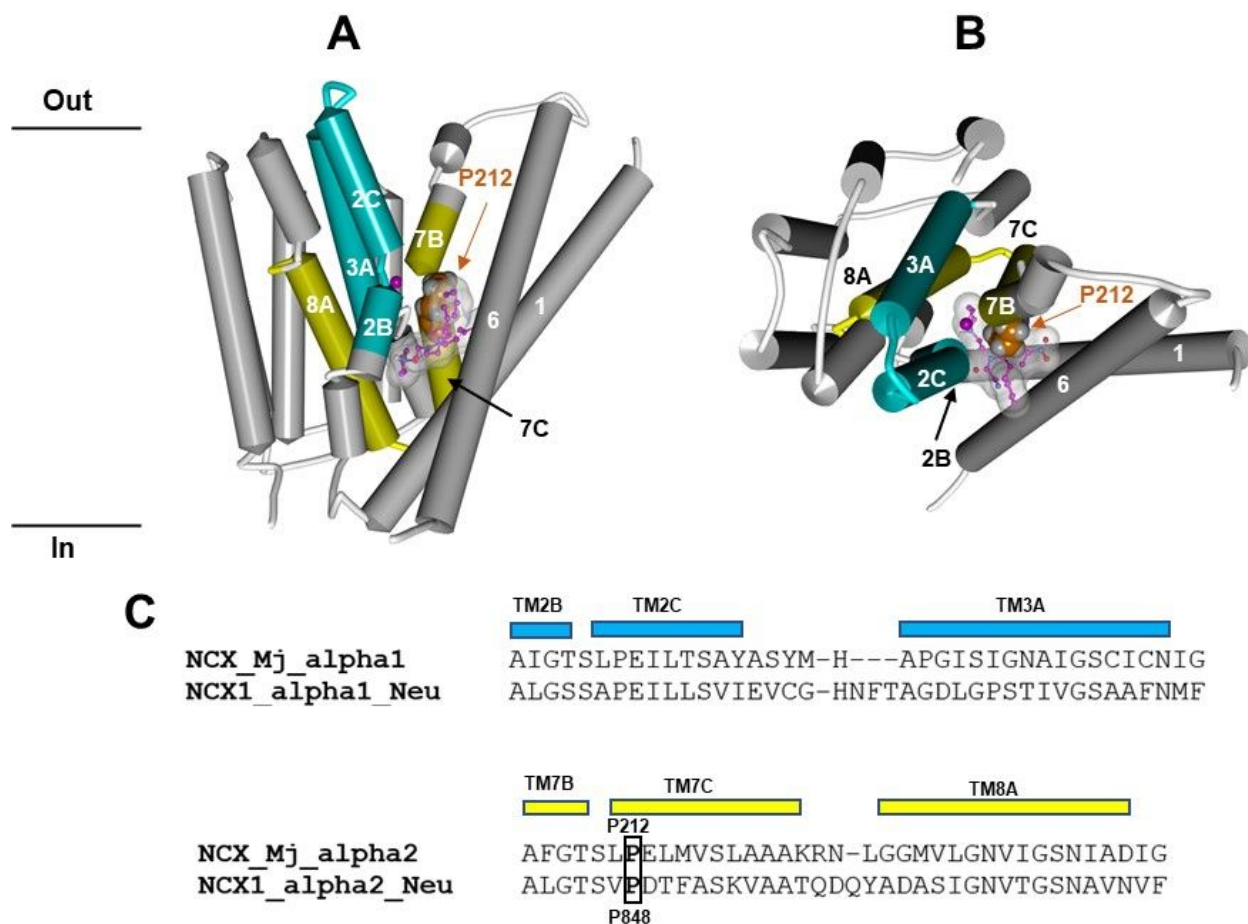 A
B
Out
P212
2C
7B
3A
8A
2B
6
1
7C
In
7C
8A
3A
7B
P212
2C
1
6
2B
C
TM2B TM2C TM3A
NCX_Mj_alpha1 AIGTSLPEILTSAYASYM-H---APGISIGNAIGSCICNIG
NCX1_alpha1_Neu ALGSSAPEILLSVIEVCG-HNFTAGDLGPSTIVGSAAFNMF
TM7B TM7C TM8A
P212
NCX_Mj_alpha2 AFGTSLPELMVSLAAAKRN-LGGMVLGNVIGSNIADIG
NCX1_alpha2_Neu ALGTSVPDTFASKVAATQDQYADASIGNVTGSNAVNVF
P848